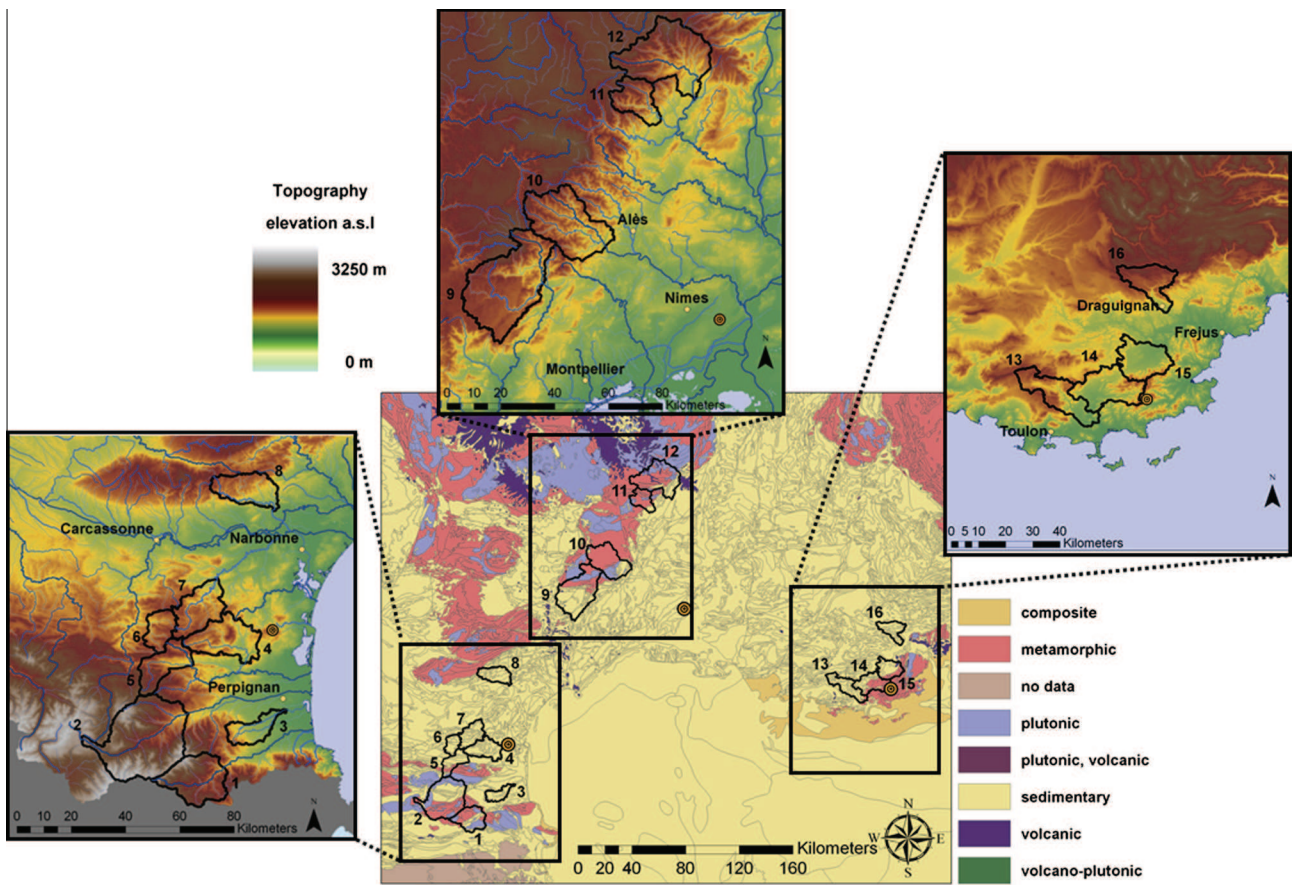 12
11
10
Alès
9
Nimes
N
Montpellier
0 20 40 60 80
Kilometers
Topography
elevation a.s.l
3250 m
0 m
16
Draguignan
Frejus
14
13
15
Toulon
N
0 5 10 20 30 40
Kilometers
8
Carcassonne
Narbonne
7
6
4
5
Perpignan
2
3
1
N
0 20 40 60 80
Kilometers
12
11
10
9
16
13 14
15
8
7
6
4
5
3
2
1
N
W E
S
0 20 40 80 120 160
Kilometers
composite
metamorphic
no data
plutonic
plutonic, volcanic
sedimentary
volcanic
volcano-plutonic